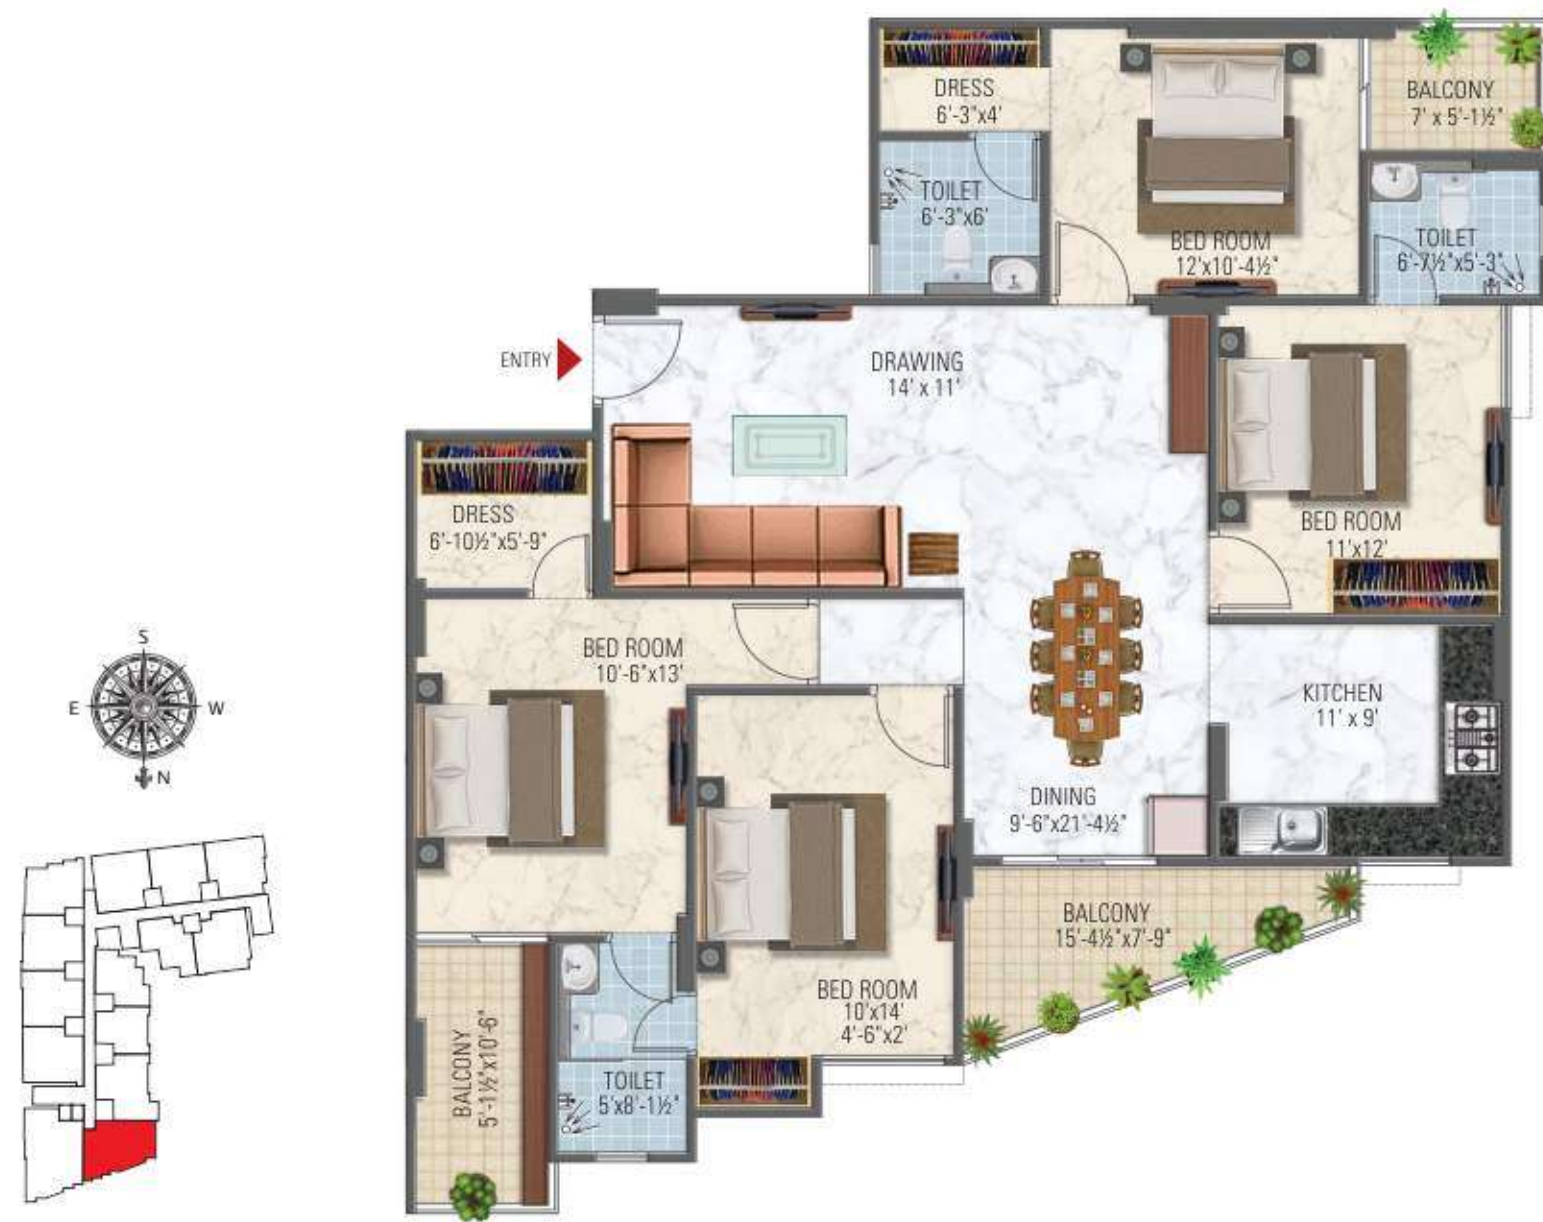 DRESS
6'-3"x4'
BALCONY
7' x 5'-1½"
TOILET
6'-3"x6'
BED ROOM
12'x10'-4½"
TOILET
6'-7½"x5'-3"
ENTRY
DRAWING
14' x 11'
DRESS
6'-10½"x5'-9"
BED ROOM
11'x12'
BED ROOM
10'-6"x13'
KITCHEN
11' x 9'
DINING
9'-6"x21'-4½"
BALCONY
15'-4½"x7'-9"
BED ROOM
10'x14'
4'-6"x2'
BALCONY
5'-1½"x10'-6"
TOILET
5'x8'-1½"
S
E
W
N